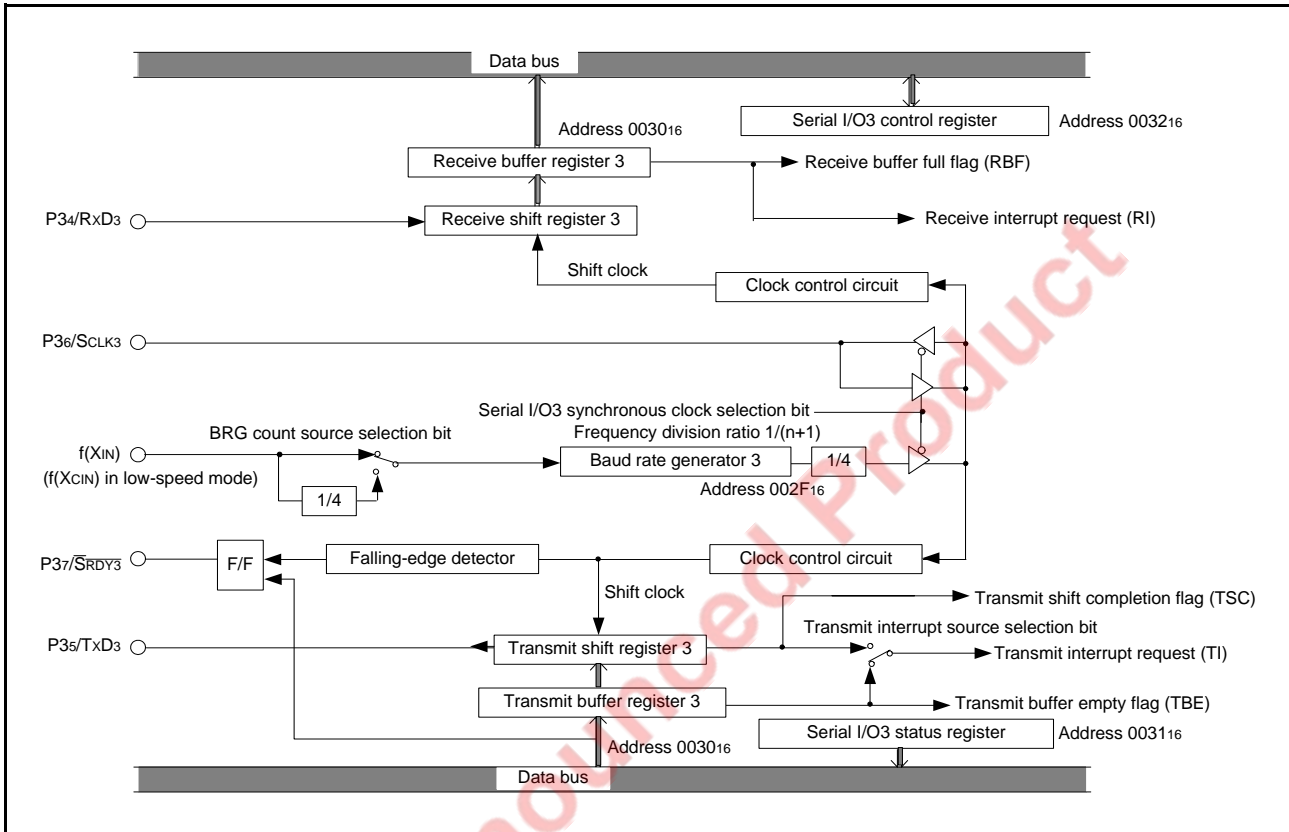 Data bus
Serial I/O3 control register
Address 003216
Address 003016
Receive buffer register 3
Receive buffer full flag (RBF)
P34/RXD3
Receive shift register 3
Receive interrupt request (RI)
Shift clock
Clock control circuit
P36/SCLK3
Serial I/O3 synchronous clock selection bit
BRG count source selection bit
Frequency division ratio 1/(n+1)
f(XIN)
Baud rate generator 3
1/4
(f(XCIN) in low-speed mode)
1/4
Address 002F16
P37/SRDY3
F/F
Falling-edge detector
Clock control circuit
Shift clock
Transmit shift completion flag (TSC)
Transmit interrupt source selection bit
P35/TXD3
Transmit shift register 3
Transmit interrupt request (TI)
Transmit buffer register 3
Transmit buffer empty flag (TBE)
Address 003016
Serial I/O3 status register
Address 003116
Data bus
ounced Product